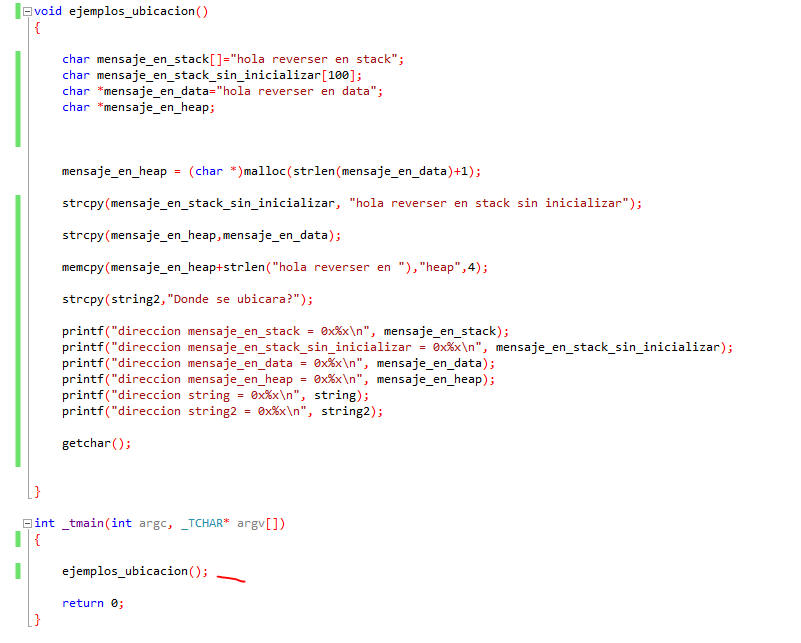 void ejemplos_ubicacion()
{
char mensaje_en_stack[]="hola reverser en stack";
char mensaje_en_stack_sin_inicializar[100];
char *mensaje_en_data="hola reverser en data";
char *mensaje_en_heap;
mensaje_en_heap = (char *)malloc(strlen(mensaje_en_data)+1);
strcpy(mensaje_en_stack_sin_inicializar, "hola reverser en stack sin inicializar");
strcpy(mensaje_en_heap,mensaje_en_data);
memcpy(mensaje_en_heap+strlen("hola reverser en "),"heap",4);
strcpy(string2,"Donde se ubicara?");
printf("direccion mensaje_en_stack = 0x%x\n", mensaje_en_stack);
printf("direccion mensaje_en_stack_sin_inicializar = 0x%x\n", mensaje_en_stack_sin_inicializar);
printf("direccion mensaje_en_data = 0x%x\n", mensaje_en_data);
printf("direccion mensaje_en_heap = 0x%x\n", mensaje_en_heap);
printf("direccion string = 0x%x\n", string);
printf("direccion string2 = 0x%x\n", string2);
getchar();
}
int _tmain(int argc, _TCHAR* argv[])
{
ejemplos_ubicacion();
return 0;
}